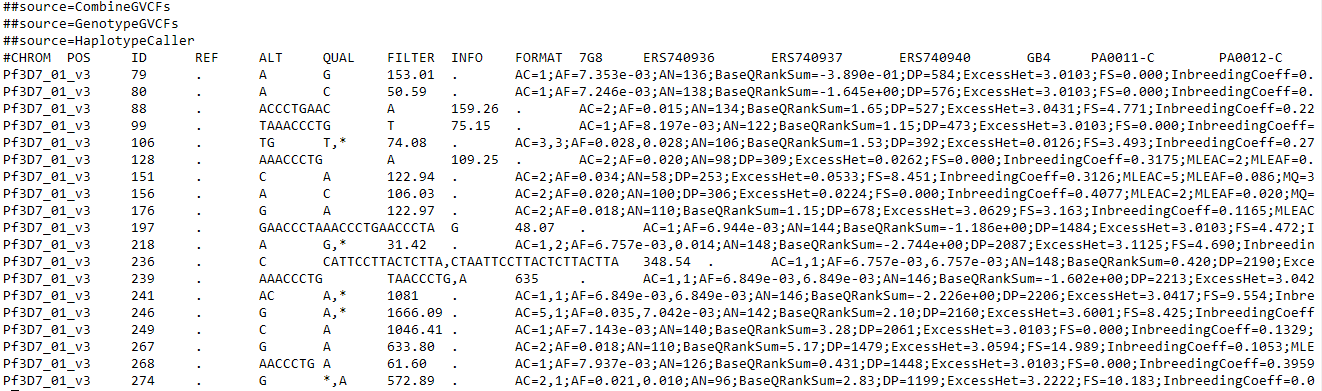 ##source=CombineGVCFs
##source=GenotypeGVCFs
##source=HaplotypeCaller
#CHROM POS ID REF ALT QUAL FILTER INFO FORMAT 7G8 ERS740936 ERS740937 ERS740940 GB4 PA0011-C PA0012-C
Pf3D7_01_v3 79 . A G 153.01 . AC=1;AF=7.353e-03;AN=136;BaseQRankSum=-3.890e-01;DP=584;ExcessHet=3.0103;FS=0.000;InbreedingCoeff=0.
Pf3D7_01_v3 80 . A C 50.59 . AC=1;AF=7.246e-03;AN=138;BaseQRankSum=-1.645e+00;DP=576;ExcessHet=3.0103;FS=0.000;InbreedingCoeff=0.
Pf3D7_01_v3 88 . ACCCTGAAC A 159.26 . AC=2;AF=0.015;AN=134;BaseQRankSum=1.65;DP=527;ExcessHet=3.0431;FS=4.771;InbreedingCoeff=0.22
Pf3D7_01_v3 99 . TAAACCCTG T 75.15 . AC=1;AF=8.197e-03;AN=122;BaseQRankSum=1.15;DP=473;ExcessHet=3.0103;FS=0.000;InbreedingCoeff=
Pf3D7_01_v3 106 . TG T,* 74.08 . AC=3,3;AF=0.028,0.028;AN=106;BaseQRankSum=1.53;DP=392;ExcessHet=0.0126;FS=3.493;InbreedingCoeff=0.27
Pf3D7_01_v3 128 . AAACCCTG A 109.25 . AC=2;AF=0.020;AN=98;DP=309;ExcessHet=0.0262;FS=0.000;InbreedingCoeff=0.3175;MLEAC=2;MLEAF=0.
Pf3D7_01_v3 151 . C A 122.94 . AC=2;AF=0.034;AN=58;DP=253;ExcessHet=0.0533;FS=8.451;InbreedingCoeff=0.3126;MLEAC=5;MLEAF=0.086;MQ=3
Pf3D7_01_v3 156 . A C 106.03 . AC=2;AF=0.020;AN=100;DP=306;ExcessHet=0.0224;FS=0.000;InbreedingCoeff=0.4077;MLEAC=2;MLEAF=0.020;MQ=
Pf3D7_01_v3 176 . G A 122.97 . AC=2;AF=0.018;AN=110;BaseQRankSum=1.15;DP=678;ExcessHet=3.0629;FS=3.163;InbreedingCoeff=0.1165;MLEAC
Pf3D7_01_v3 197 . GAACCCTAAACCCTGAACCCTA G 48.07 . AC=1;AF=6.944e-03;AN=144;BaseQRankSum=-1.186e+00;DP=1484;ExcessHet=3.0103;FS=4.472;I
Pf3D7_01_v3 218 . A G,* 31.42 . AC=1,2;AF=6.757e-03,0.014;AN=148;BaseQRankSum=-2.744e+00;DP=2087;ExcessHet=3.1125;FS=4.690;Inbreedin
Pf3D7_01_v3 236 . C CATTCCTTACTCTTA,CTAATTCCTTACTCTTACTTA 348.54 . AC=1,1;AF=6.757e-03,6.757e-03;AN=148;BaseQRankSum=0.420;DP=2190;Exce
Pf3D7_01_v3 239 . AAACCCTG TAACCCTG,A 635 . AC=1,1;AF=6.849e-03,6.849e-03;AN=146;BaseQRankSum=-1.602e+00;DP=2213;ExcessHet=3.042
Pf3D7_01_v3 241 . AC A,* 1081 . AC=1,1;AF=6.849e-03,6.849e-03;AN=146;BaseQRankSum=-2.226e+00;DP=2206;ExcessHet=3.0417;FS=9.554;Inbre
Pf3D7_01_v3 246 . G A,* 1666.09 . AC=5,1;AF=0.035,7.042e-03;AN=142;BaseQRankSum=2.10;DP=2160;ExcessHet=3.6001;FS=8.425;InbreedingCoe
Pf3D7_01_v3 249 . C A 1046.41 . AC=1;AF=7.143e-03;AN=140;BaseQRankSum=3.28;DP=2061;ExcessHet=3.0103;FS=0.000;InbreedingCoeff=0.1329;
Pf3D7_01_v3 267 . G A 633.80 . AC=2;AF=0.018;AN=110;BaseQRankSum=5.17;DP=1479;ExcessHet=3.0594;FS=14.989;InbreedingCoeff=0.1053;MLE
Pf3D7_01_v3 268 . AACCCTG A 61.60 . AC=1;AF=7.937e-03;AN=126;BaseQRankSum=0.431;DP=1448;ExcessHet=3.0103;FS=0.000;InbreedingCoeff=0.3959
Pf3D7_01_v3 274 . G *,A 572.89 . AC=2,1;AF=0.021,0.010;AN=96;BaseQRankSum=2.83;DP=1199;ExcessHet=3.2222;FS=10.183;InbreedingCoeff=0.0